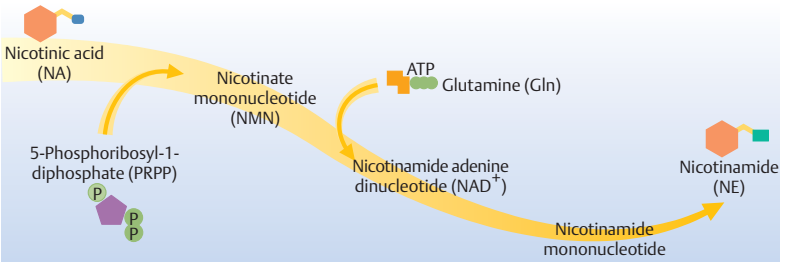 Nicotinic acid
(NA)
Nicotinate
mononucleotide
(NMN)
ATP
Glutamine (Gln)
5-Phosphoribosyl-1-
diphosphate (PRPP)
P
P
P
Nicotinamide adenine
dinucleotide (NAD+)
Nicotinamide
(NE)
Nicotinamide
mononucleotide